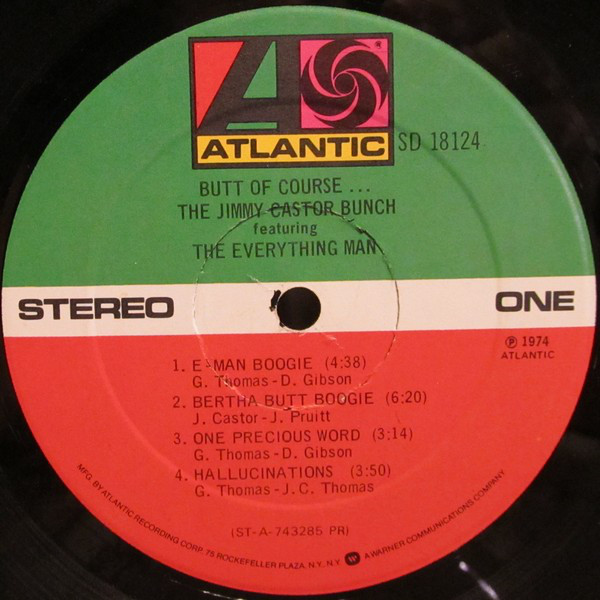 ATLANTIC
SD 18124
BUTT OF COURSE ...
THE JIMMY CASTOR BUNCH
featuring
THE EVERYTHING MAN
STEREO
ONE
℗ 1974
ATLANTIC
1. E-MAN BOOGIE (4:38)
G. Thomas - D. Gibson
2. BERTHA BUTT BOOGIE (6:20)
J. Castor - J. Pruitt
3. ONE PRECIOUS WORD (3:14)
G. Thomas - D. Gibson
4. HALLUCINATIONS (3:50)
G. Thomas - J.C. Thomas
(ST-A-743285 PR)
MFG. BY ATLANTIC RECORDING CORP. 75 ROCKEFELLER PLAZA, N.Y., N.Y. A WARNER COMMUNICATIONS COMPANY